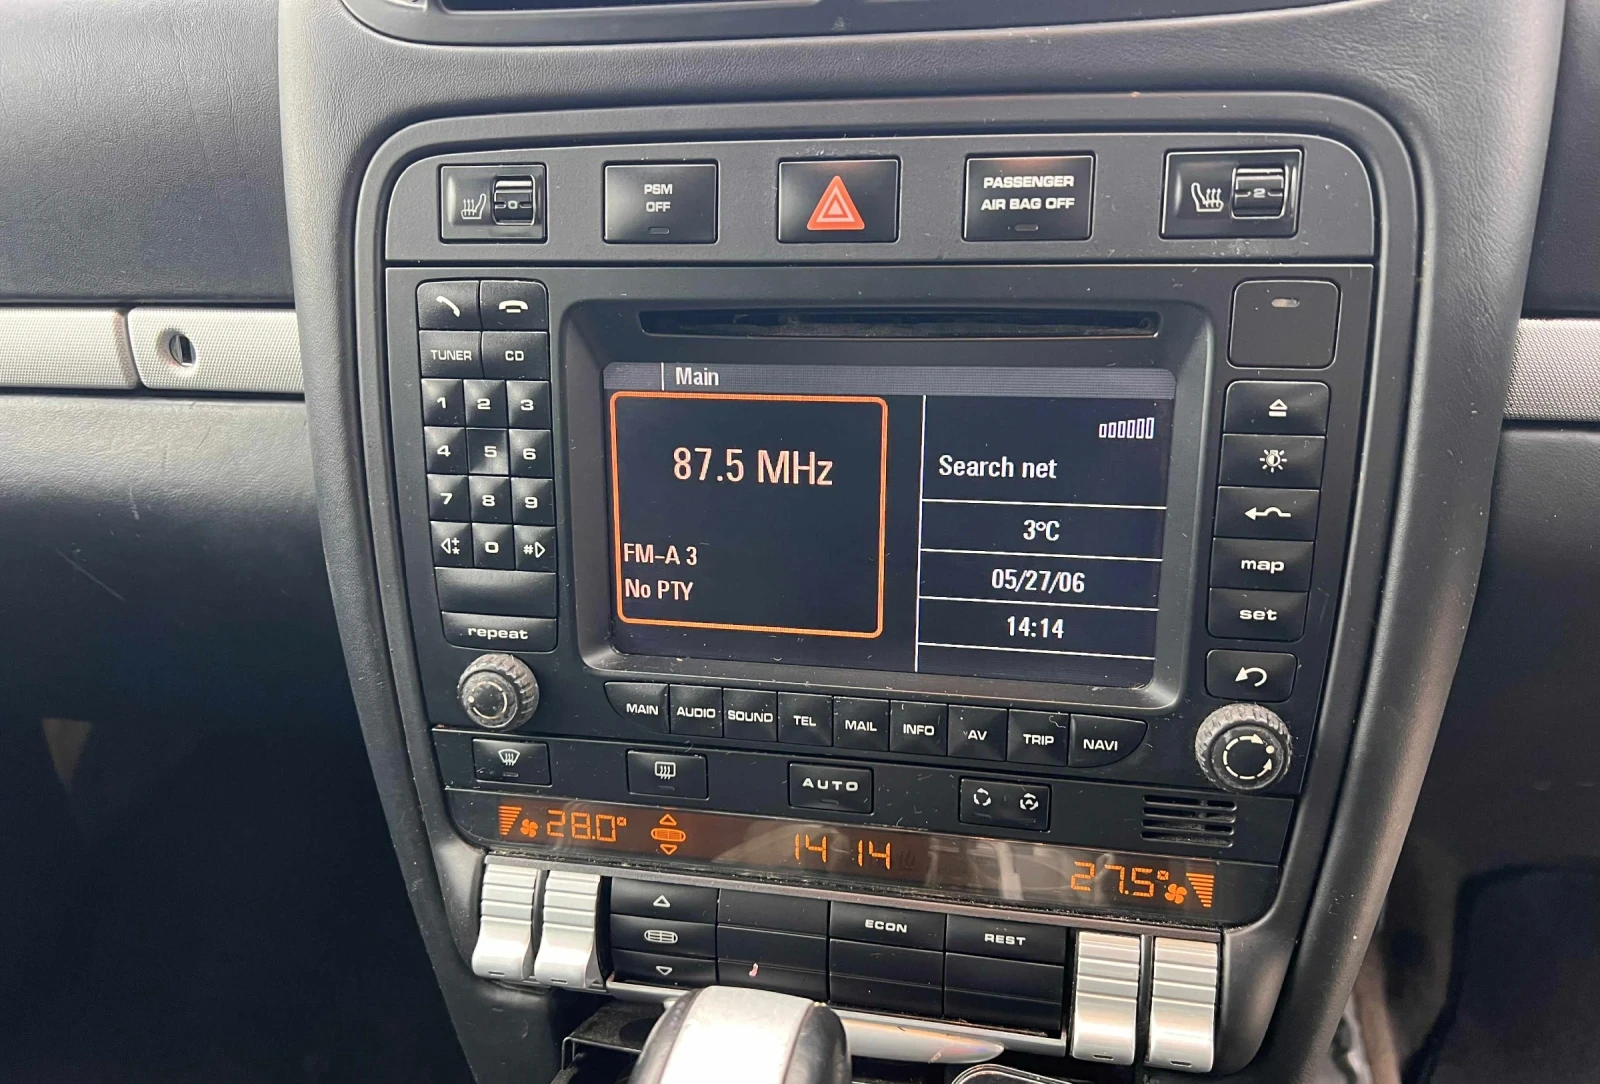 0
PSM
OFF
PASSENGER
AIR BAG OFF
2
TUNER CD
1 2 3
4 5 6
7 8 9
* 0 #
repeat
Main
87.5 MHz
FM-A 3
No PTY
Search net
3°C
05/27/06
14:14
map
set
MAIN AUDIO SOUND TEL MAIL INFO AV TRIP NAVI
AUTO
A
28.0° 14 14 27.5°
ECON REST